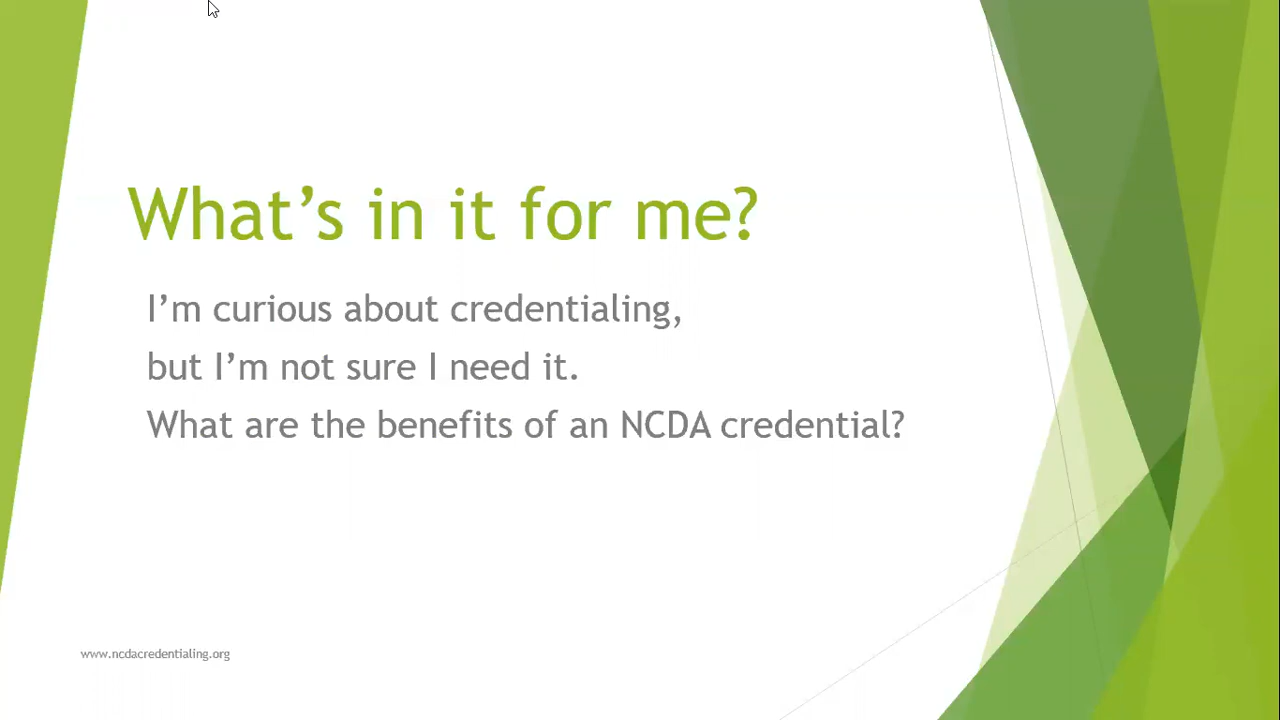 What’s in it for me?
I’m curious about credentialing,
but I’m not sure I need it.
What are the benefits of an NCDA credential?
www.ncdacredentialing.org